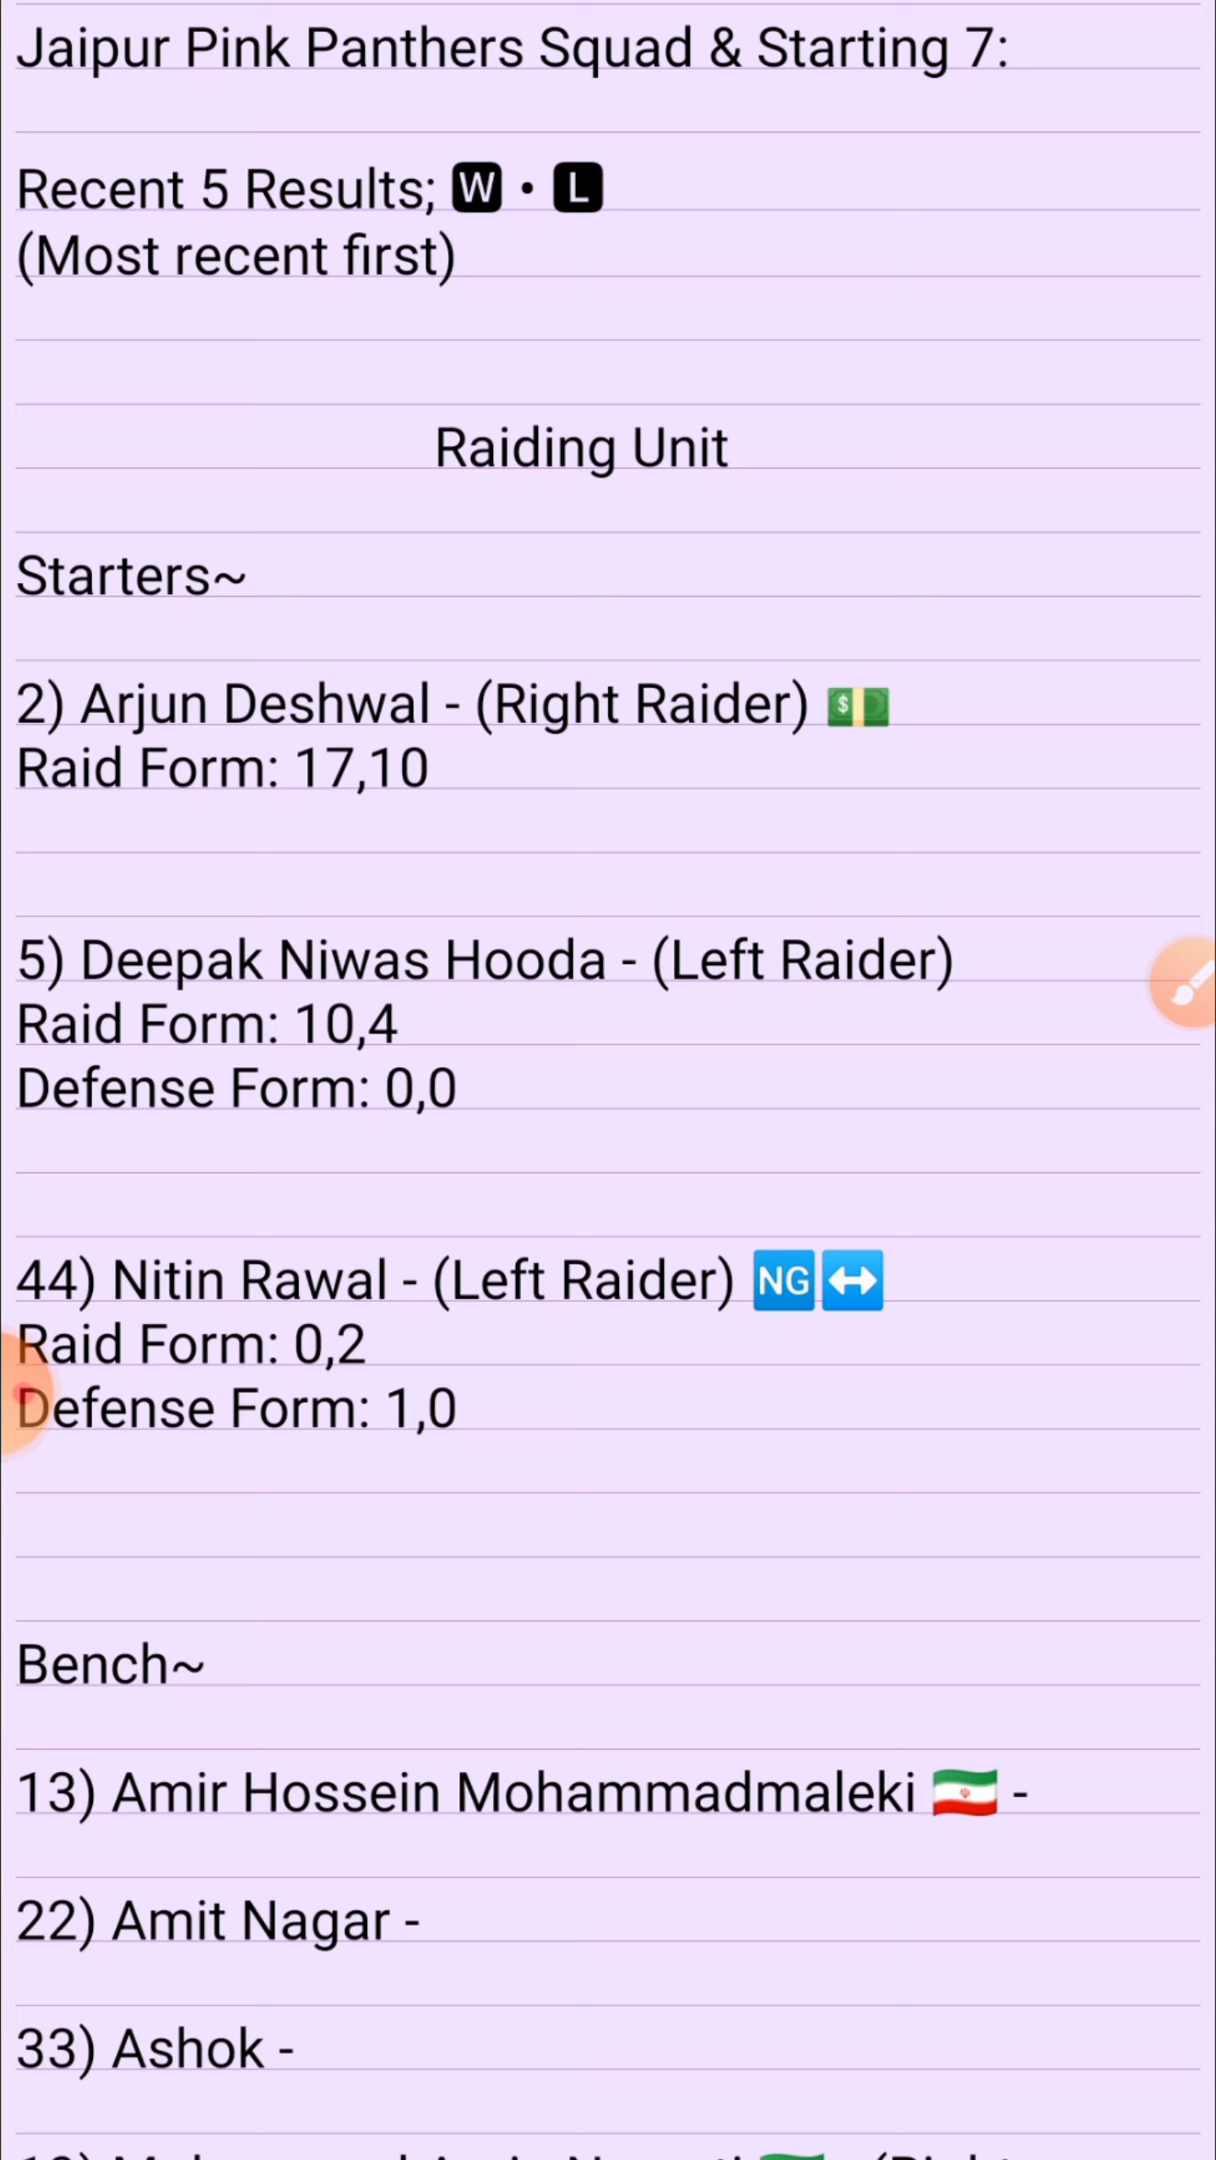 Jaipur Pink Panthers Squad & Starting 7:
Recent 5 Results; 🆆 • 🅻
(Most recent first)
Raiding Unit
Starters~
2) Arjun Deshwal - (Right Raider) 💵
Raid Form: 17,10
5) Deepak Niwas Hooda - (Left Raider)
Raid Form: 10,4
Defense Form: 0,0
44) Nitin Rawal - (Left Raider) 🆖↔️
Raid Form: 0,2
Defense Form: 1,0
Bench~
13) Amir Hossein Mohammadmaleki 🇮🇷 -
22) Amit Nagar -
33) Ashok -